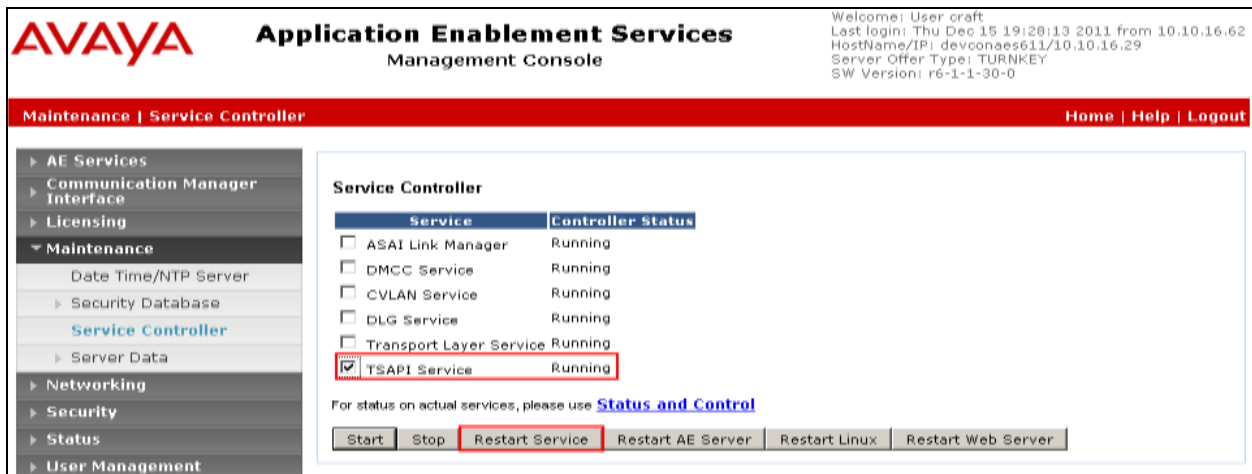 AVAYA
Application Enablement Services
Management Console
Welcome: User craft
Last login: Thu Dec 15 19:28:13 2011 from 10.10.16.62
HostName/IP: devconaes611/10.10.16.29
Server Offer Type: TURNKEY
SW Version: r6-1-1-30-0
Maintenance | Service Controller
Home | Help | Logout
AE Services
Communication Manager
Interface
Licensing
Maintenance
Date Time/NTP Server
Security Database
Service Controller
Server Data
Networking
Security
Status
User Management
Service Controller
Service Controller Status
ASAI Link Manager Running
DMCC Service Running
CVLAN Service Running
DLG Service Running
Transport Layer Service Running
TSAPI Service Running
For status on actual services, please use Status and Control
Start Stop Restart Service Restart AE Server Restart Linux Restart Web Server